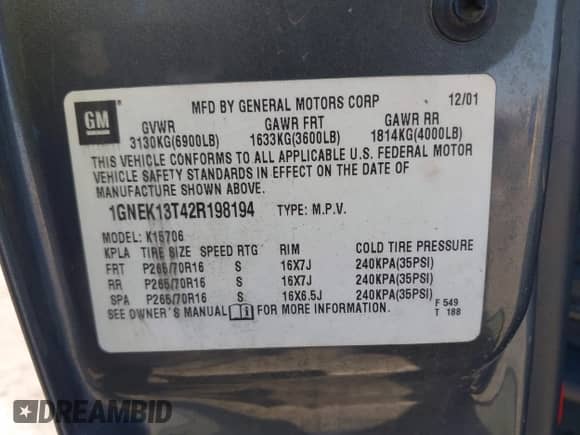 GM
MFD BY GENERAL MOTORS CORP 12/01
GVWR GAWR FRT GAWR RR
3130KG(6900LB) 1633KG(3600LB) 1814KG(4000LB)
THIS VEHICLE CONFORMS TO ALL APPLICABLE U.S. FEDERAL MOTOR
VEHICLE SAFETY STANDARDS IN EFFECT ON THE DATE OF
MANUFACTURE SHOWN ABOVE.
1GNEK13T42R198194 TYPE: M.P.V.
MODEL: K15706
KPLA TIRE SIZE SPEED RTG RIM COLD TIRE PRESSURE
FRT P265/70R16 S 16X7J 240KPA(35PSI)
RR P265/70R16 S 16X7J 240KPA(35PSI)
SPA P265/70R16 S 16X6.5J 240KPA(35PSI)
SEE OWNER'S MANUAL FOR MORE INFORMATION.
F 549
T 188
DREAMBID